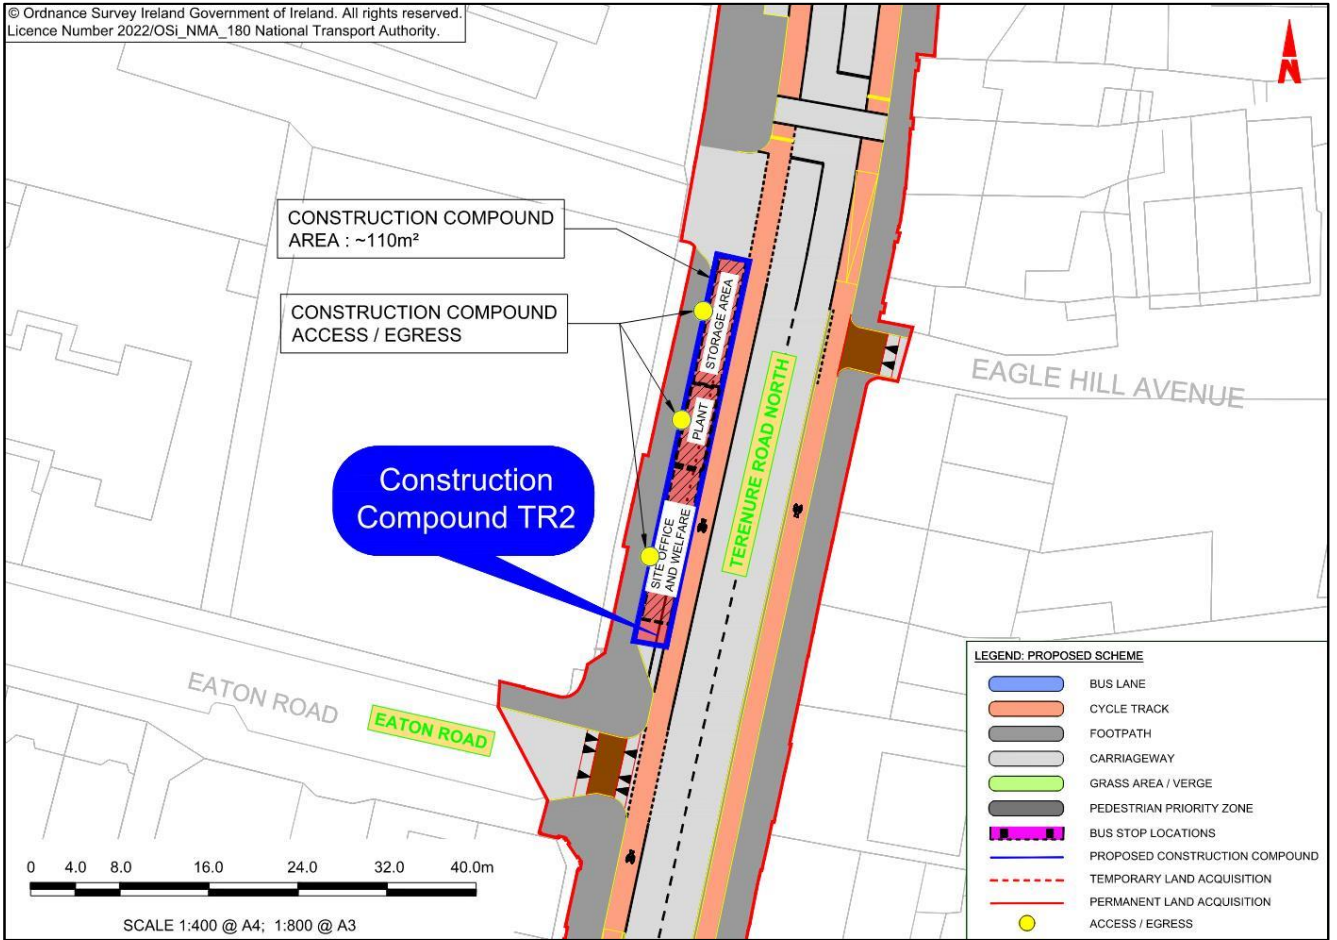 © Ordnance Survey Ireland Government of Ireland. All rights reserved.
Licence Number 2022/OSi_NMA_180 National Transport Authority.
N
CONSTRUCTION COMPOUND
AREA : ~110m²
CONSTRUCTION COMPOUND
ACCESS / EGRESS
STORAGE AREA
PLANT
SITE OFFICE
AND WELFARE
TERENURE ROAD NORTH
EAGLE HILL AVENUE
Construction
Compound TR2
EATON ROAD
EATON ROAD
LEGEND: PROPOSED SCHEME
BUS LANE
CYCLE TRACK
FOOTPATH
CARRIAGEWAY
GRASS AREA / VERGE
PEDESTRIAN PRIORITY ZONE
BUS STOP LOCATIONS
PROPOSED CONSTRUCTION COMPOUND
TEMPORARY LAND ACQUISITION
PERMANENT LAND ACQUISITION
ACCESS / EGRESS
0 4.0 8.0 16.0 24.0 32.0 40.0m
SCALE 1:400 @ A4; 1:800 @ A3